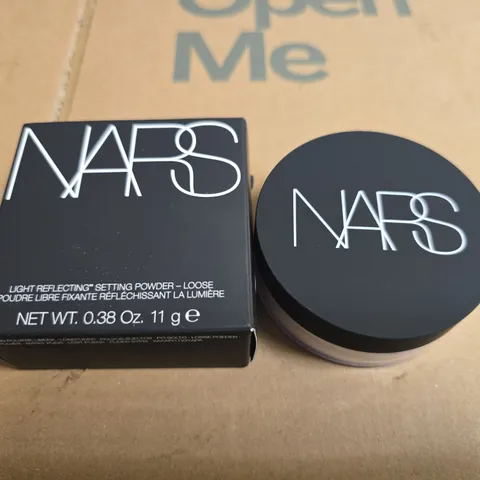 Open
Me
NARS
LIGHT REFLECTING™ SETTING POWDER – LOOSE
POUDRE LIBRE FIXANTE RÉFLÉCHISSANT LA LUMIÈRE
NET WT. 0.38 Oz. 11 g e
NARS